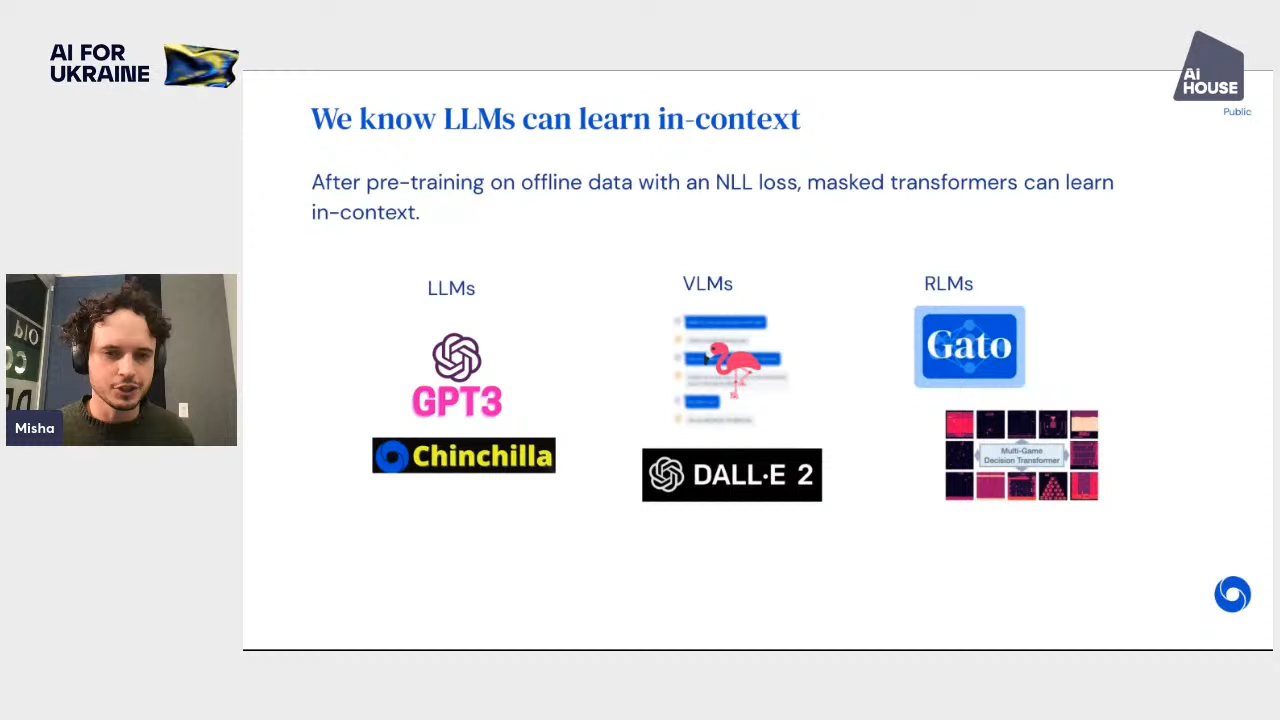 AI FOR
UKRAINE
Ai
HOUSE
Public
We know LLMs can learn in-context
After pre-training on offline data with an NLL loss, masked transformers can learn
in-context.
LLMs
VLMs
RLMs
GPT3
Chinchilla
DALL·E 2
Gato
Multi-Game
Decision Transformer
Misha